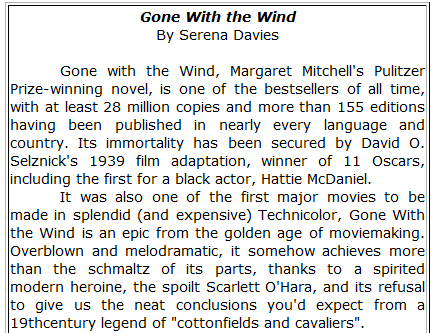 Gone With the Wind
By Serena Davies
Gone with the Wind, Margaret Mitchell's Pulitzer
Prize-winning novel, is one of the bestsellers of all time,
with at least 28 million copies and more than 155 editions
having been published in nearly every language and
country. Its immortality has been secured by David O.
Selznick's 1939 film adaptation, winner of 11 Oscars,
including the first for a black actor, Hattie McDaniel.
It was also one of the first major movies to be
made in splendid (and expensive) Technicolor, Gone With
the Wind is an epic from the golden age of moviemaking.
Overblown and melodramatic, it somehow achieves more
than the schmaltz of its parts, thanks to a spirited
modern heroine, the spoilt Scarlett O'Hara, and its refusal
to give us the neat conclusions you'd expect from a
19thcentury legend of "cottonfields and cavaliers".